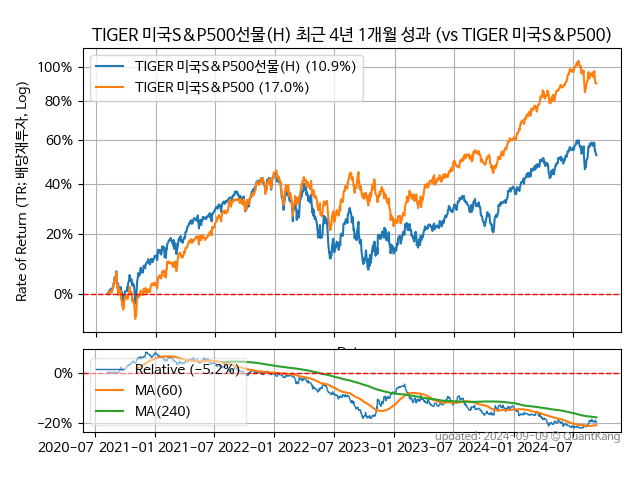 TIGER 미국S&P500선물(H) 최근 4년 1개월 성과 (vs TIGER 미국S&P500)
Rate of Return (TR: 배당재투자, Log)
TIGER 미국S&P500선물(H) (10.9%)
TIGER 미국S&P500 (17.0%)
100%
80%
60%
40%
20%
0%
Relative (−5.2%)
MA(60)
MA(240)
0%
−20%
2020-07 2021-01 2021-07 2022-01 2022-07 2023-01 2023-07 2024-01 2024-07
updated: 2024-09-09 © QuantKang